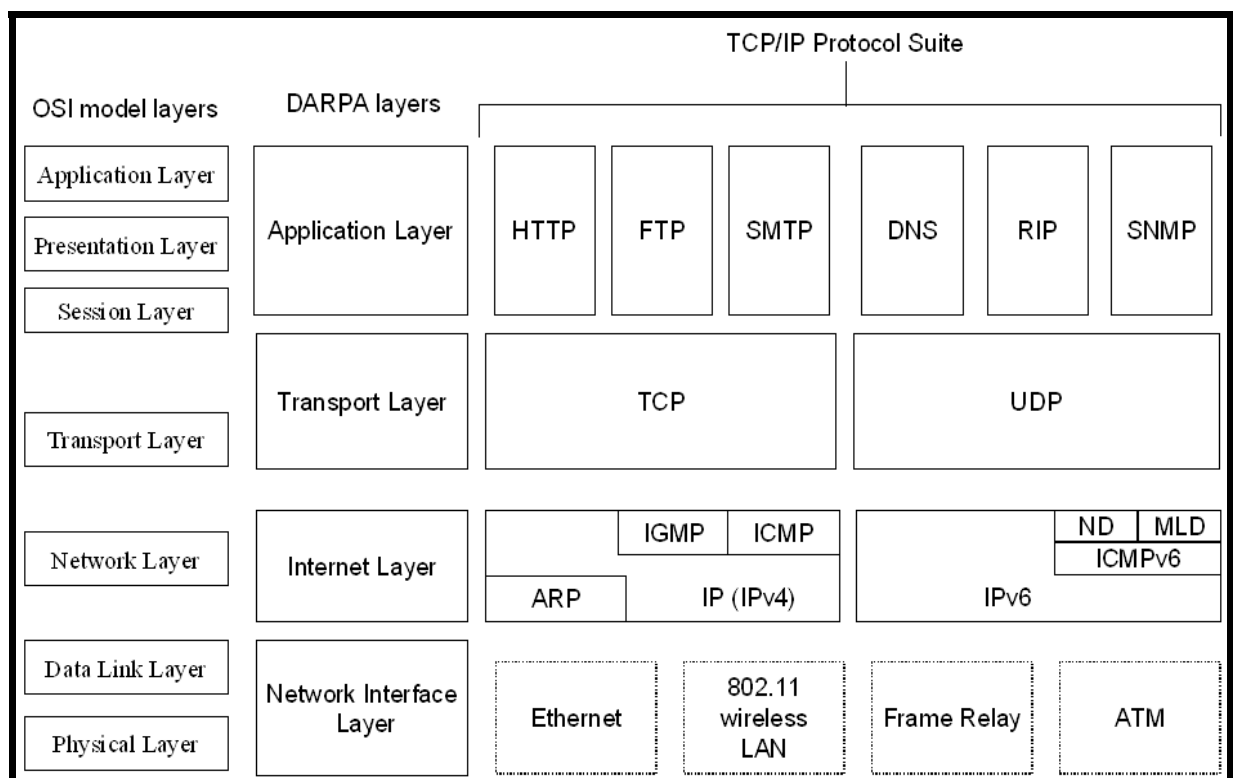 TCP/IP Protocol Suite
OSI model layers
DARPA layers
Application Layer
Presentation Layer
Session Layer
Application Layer
HTTP
FTP
SMTP
DNS
RIP
SNMP
Transport Layer
Transport Layer
TCP
UDP
Network Layer
Internet Layer
IGMP
ICMP
ARP
IP (IPv4)
ND
MLD
ICMPv6
IPv6
Data Link Layer
Physical Layer
Network Interface
Layer
Ethernet
802.11
wireless
LAN
Frame Relay
ATM